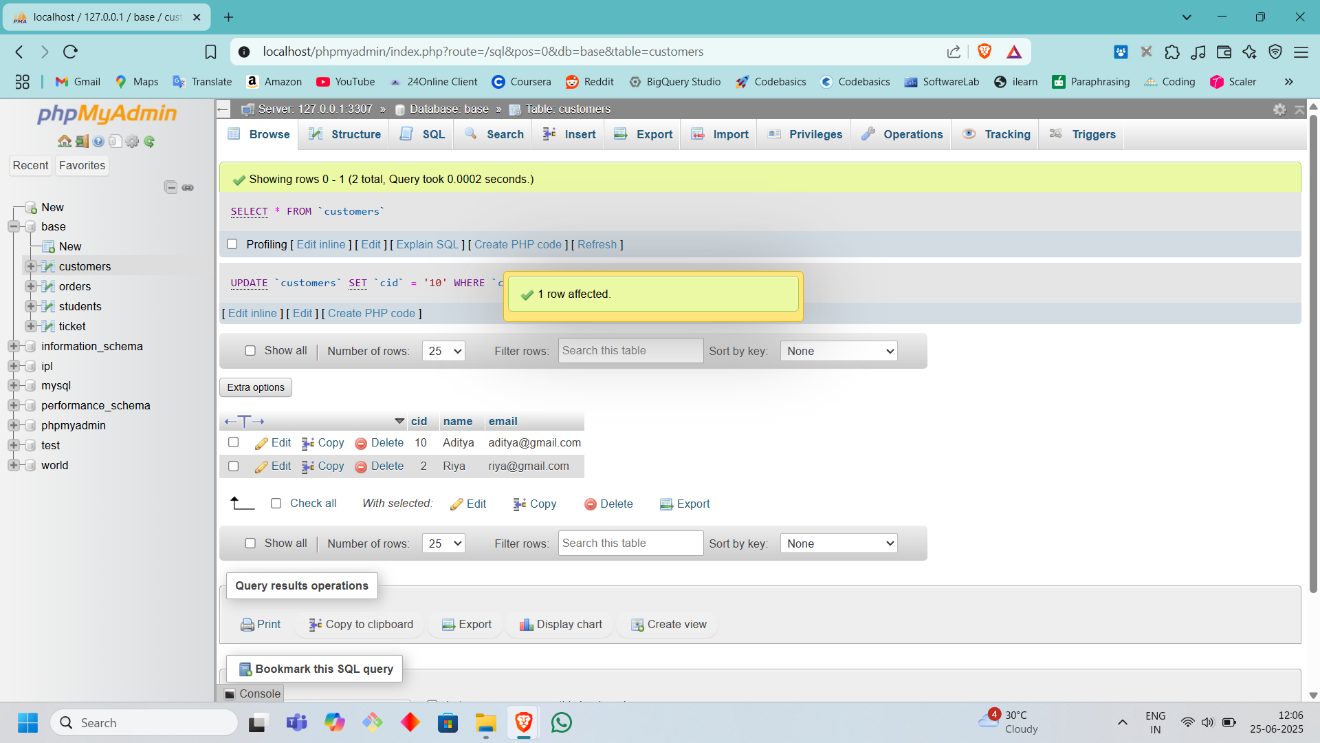 localhost / 127.0.0.1 / base / cus
localhost/phpmyadmin/index.php?route=/sql&pos=0&db=base&table=customers
Gmail Maps Translate Amazon YouTube 24Online Client Coursera Reddit BigQuery Studio Codebasics Codebasics SoftwareLab ilearn Paraphrasing Coding Scaler »
phpMyAdmin
Recent Favorites
New
base
New
customers
orders
students
ticket
information_schema
ipl
mysql
performance_schema
phpmyadmin
test
world
Server: 127.0.0.1:3307 » Database: base » Table: customers
Browse Structure SQL Search Insert Export Import Privileges Operations Tracking Triggers
Showing rows 0 - 1 (2 total, Query took 0.0002 seconds.)
SELECT * FROM `customers`
Profiling [ Edit inline ] [ Edit ] [ Explain SQL ] [ Create PHP code ] [ Refresh ]
UPDATE `customers` SET `cid` = '10' WHERE `c
1 row affected.
[ Edit inline ] [ Edit ] [ Create PHP code ]
Show all Number of rows: 25 Filter rows: Search this table Sort by key: None
Extra options
cid name email
Edit Copy Delete 10 Aditya aditya@gmail.com
Edit Copy Delete 2 Riya riya@gmail.com
Check all With selected: Edit Copy Delete Export
Show all Number of rows: 25 Filter rows: Search this table Sort by key: None
Query results operations
Print Copy to clipboard Export Display chart Create view
Bookmark this SQL query
Console
Search
4 30°C
Cloudy
ENG
IN
12:06
25-06-2025